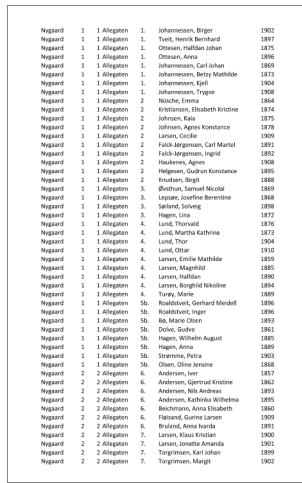 Nygaard 1 1 Allegaten 1. Johannessen, Birger 1902
Nygaard 1 1 Allegaten 1. Tveit, Henrik Bernhard 1897
Nygaard 1 1 Allegaten 1. Ottesen, Halfdan Johan 1875
Nygaard 1 1 Allegaten 1. Ottesen, Anna 1896
Nygaard 1 1 Allegaten 1. Johannessen, Carl Johan 1869
Nygaard 1 1 Allegaten 1. Johannessen, Betzy Mathilde 1873
Nygaard 1 1 Allegaten 1. Johannessen, Kjell 1904
Nygaard 1 1 Allegaten 1. Johannessen, Trygve 1908
Nygaard 1 1 Allegaten 2 Nüsche, Emma 1864
Nygaard 1 1 Allegaten 2 Kristiansen, Elisabeth Kristine 1874
Nygaard 1 1 Allegaten 2 Johnsen, Kaia 1875
Nygaard 1 1 Allegaten 2 Johnsen, Agnes Konstance 1878
Nygaard 1 1 Allegaten 2 Larsen, Cecilie 1909
Nygaard 1 1 Allegaten 2 Falck-Jørgensen, Carl Martel 1891
Nygaard 1 1 Allegaten 2 Falck-Jørgensen, Ingrid 1892
Nygaard 1 1 Allegaten 2 Haukenes, Agnes 1908
Nygaard 1 1 Allegaten 2 Helgesen, Gudrun Konstance 1895
Nygaard 1 1 Allegaten 2 Knudsen, Birgit 1888
Nygaard 1 1 Allegaten 3. Øvsthun, Samuel Nicolai 1869
Nygaard 1 1 Allegaten 3. Lepsøe, Josefine Berentine 1868
Nygaard 1 1 Allegaten 3. Sølland, Solveig 1898
Nygaard 1 1 Allegaten 3. Hagen, Lina 1872
Nygaard 1 1 Allegaten 4. Lund, Thorvald 1876
Nygaard 1 1 Allegaten 4. Lund, Martha Kathrine 1873
Nygaard 1 1 Allegaten 4. Lund, Thor 1904
Nygaard 1 1 Allegaten 4. Lund, Ottar 1910
Nygaard 1 1 Allegaten 4. Larsen, Emilie Mathilde 1859
Nygaard 1 1 Allegaten 4. Larsen, Magnhild 1885
Nygaard 1 1 Allegaten 4. Larsen, Halfdan 1890
Nygaard 1 1 Allegaten 4. Larsen, Borghild Nikoline 1894
Nygaard 1 1 Allegaten 4. Turøy, Marie 1889
Nygaard 1 1 Allegaten 5b. Roaldstveit, Gerhard Meidell 1896
Nygaard 1 1 Allegaten 5b. Roaldstveit, Inger 1896
Nygaard 1 1 Allegaten 5b. Bø, Marie Olsen 1893
Nygaard 1 1 Allegaten 5b. Dolve, Gudve 1861
Nygaard 1 1 Allegaten 5b. Hagen, Wilhelm August 1885
Nygaard 1 1 Allegaten 5b. Hagen, Anna 1889
Nygaard 1 1 Allegaten 5b. Strømme, Petra 1903
Nygaard 1 1 Allegaten 5b. Olsen, Oline Jensine 1868
Nygaard 2 2 Allegaten 6. Andersen, Iver 1857
Nygaard 2 2 Allegaten 6. Andersen, Gjertrud Kristine 1862
Nygaard 2 2 Allegaten 6. Andersen, Nils Andreas 1893
Nygaard 2 2 Allegaten 6. Andersen, Kathinka Wilhelma 1895
Nygaard 2 2 Allegaten 6. Beichmann, Anna Elisabeth 1860
Nygaard 2 2 Allegaten 6. Fløisand, Gurine Larsen 1909
Nygaard 2 2 Allegaten 6. Bruland, Anna Ivarda 1891
Nygaard 2 2 Allegaten 7. Larsen, Klaus Kristian 1900
Nygaard 2 2 Allegaten 7. Larsen, Jonette Amanda 1901
Nygaard 2 2 Allegaten 7. Torgrimsen, Karl Johan 1899
Nygaard 2 2 Allegaten 7. Torgrimsen, Margit 1902